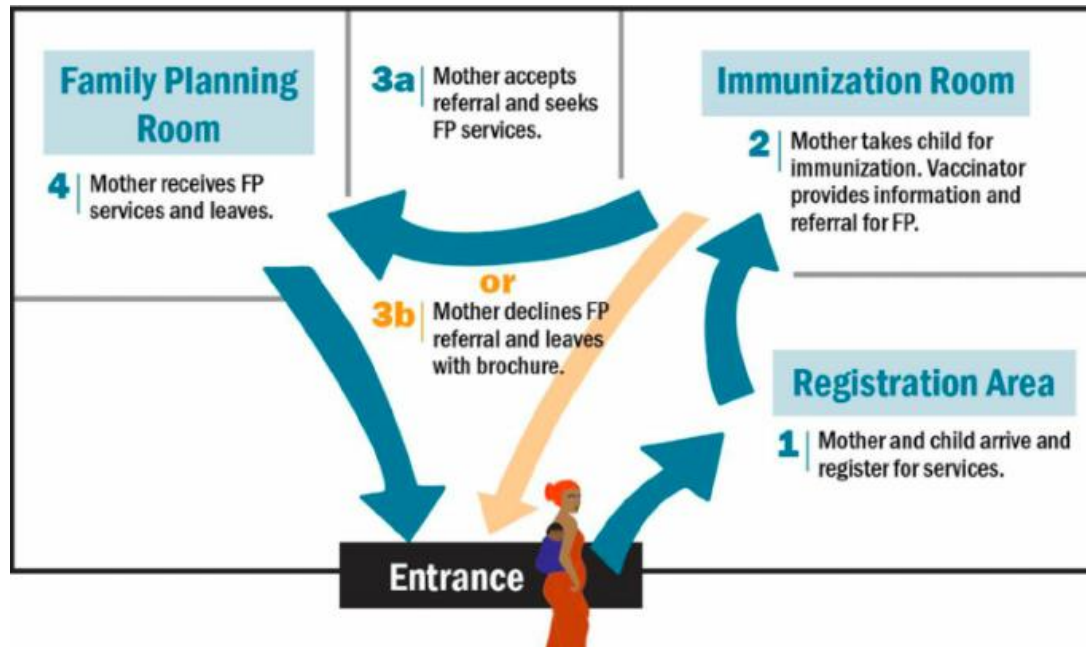 Family Planning
Room
4
Mother receives FP
services and leaves.
3a
Mother accepts
referral and seeks
FP services.
or
3b
Mother declines FP
referral and leaves
with brochure.
Immunization Room
2
Mother takes child for
immunization. Vaccinator
provides information and
referral for FP.
Registration Area
1
Mother and child arrive and
register for services.
Entrance